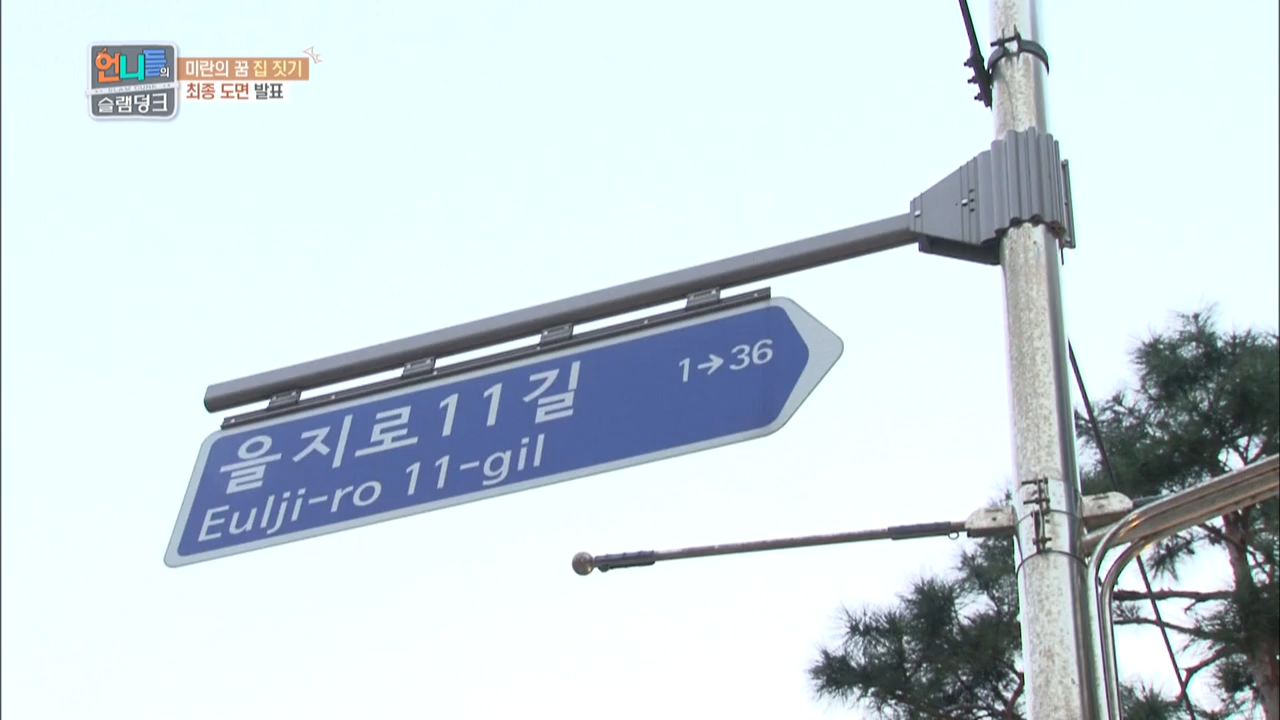 언니들의
슬램덩크
미란의 꿈 집 짓기
최종 도면 발표
1→36
을지로11길
Eulji-ro 11-gil